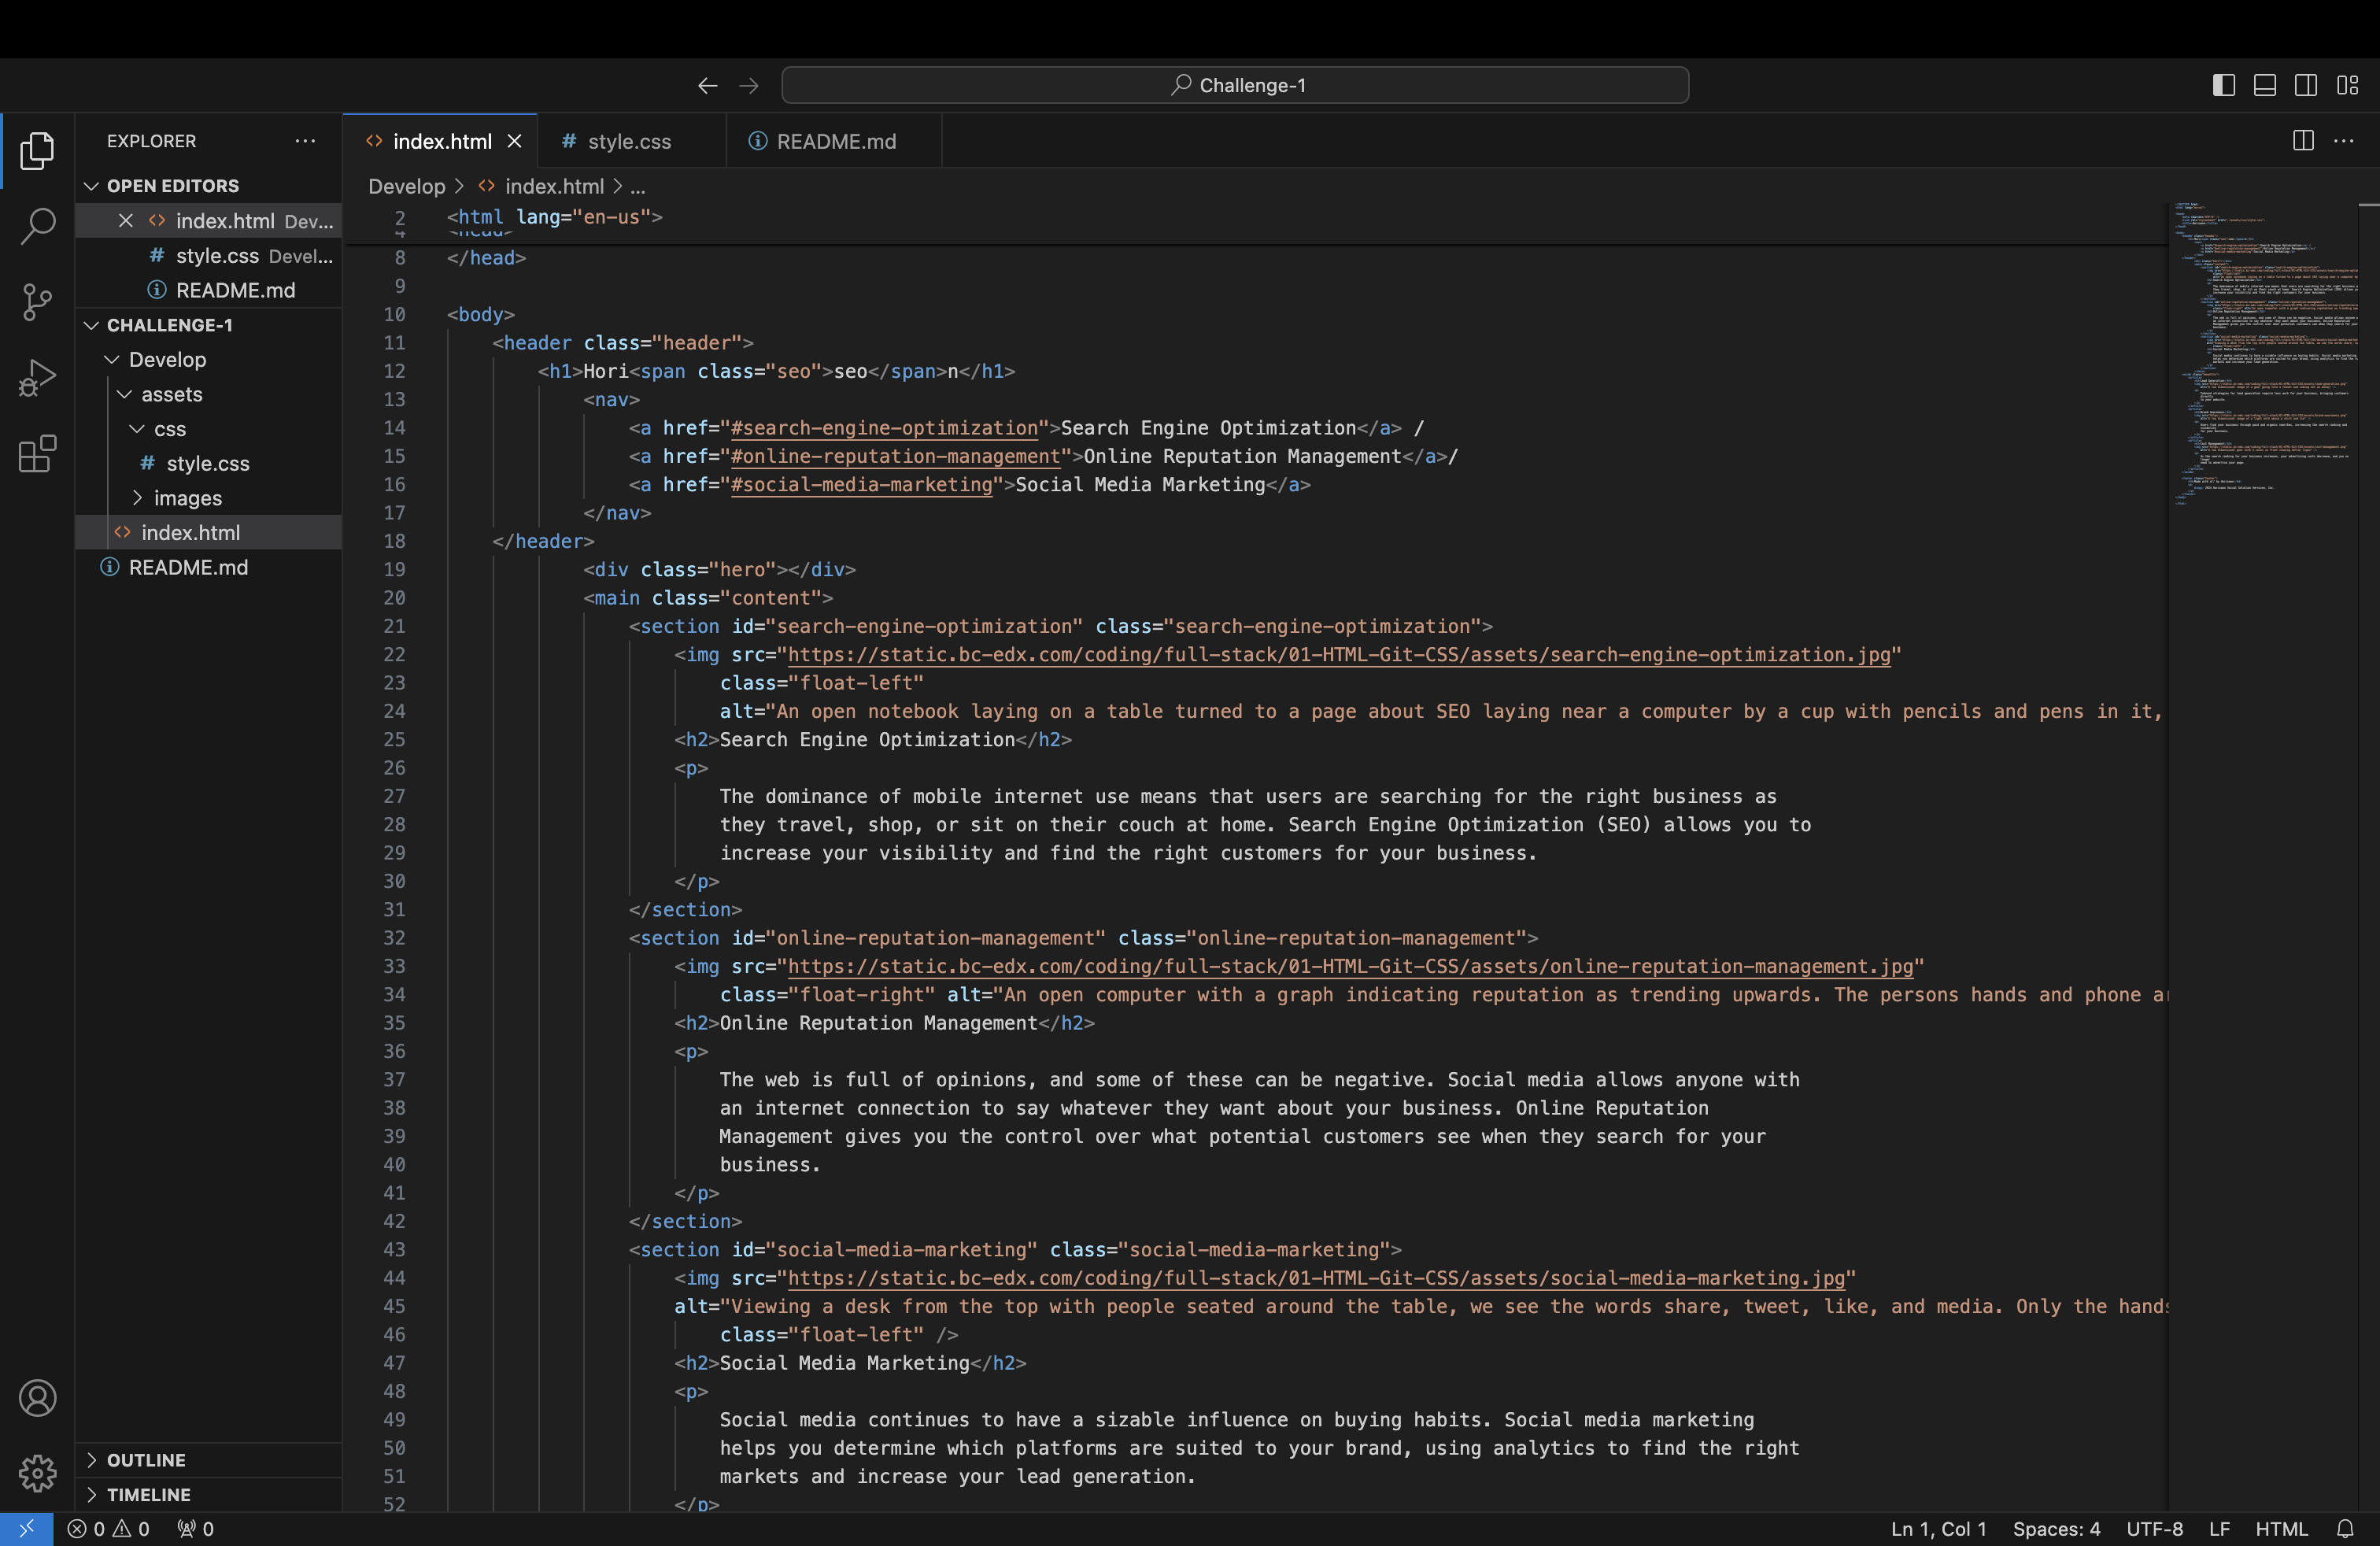 Challenge-1
EXPLORER
index.html
style.css
README.md
OPEN EDITORS
index.html Dev...
style.css Devel...
README.md
CHALLENGE-1
Develop
assets
css
style.css
images
index.html
README.md
OUTLINE
TIMELINE
Develop > index.html > ...
2 <html lang="en-us">
4 <head>
8 </head>
9
10 <body>
11 <header class="header">
12 <h1>Hori<span class="seo">seo</span>n</h1>
13 <nav>
14 <a href="#search-engine-optimization">Search Engine Optimization</a> /
15 <a href="#online-reputation-management">Online Reputation Management</a>/
16 <a href="#social-media-marketing">Social Media Marketing</a>
17 </nav>
18 </header>
19 <div class="hero"></div>
20 <main class="content">
21 <section id="search-engine-optimization" class="search-engine-optimization">
22 <img src="https://static.bc-edx.com/coding/full-stack/01-HTML-Git-CSS/assets/search-engine-optimization.jpg"
23 class="float-left"
24 alt="An open notebook laying on a table turned to a page about SEO laying near a computer by a cup with pencils and pens in it,
25 <h2>Search Engine Optimization</h2>
26 <p>
27 The dominance of mobile internet use means that users are searching for the right business as
28 they travel, shop, or sit on their couch at home. Search Engine Optimization (SEO) allows you to
29 increase your visibility and find the right customers for your business.
30 </p>
31 </section>
32 <section id="online-reputation-management" class="online-reputation-management">
33 <img src="https://static.bc-edx.com/coding/full-stack/01-HTML-Git-CSS/assets/online-reputation-management.jpg"
34 class="float-right" alt="An open computer with a graph indicating reputation as trending upwards. The persons hands and phone
35 <h2>Online Reputation Management</h2>
36 <p>
37 The web is full of opinions, and some of these can be negative. Social media allows anyone with
38 an internet connection to say whatever they want about your business. Online Reputation
39 Management gives you the control over what potential customers see when they search for your
40 business.
41 </p>
42 </section>
43 <section id="social-media-marketing" class="social-media-marketing">
44 <img src="https://static.bc-edx.com/coding/full-stack/01-HTML-Git-CSS/assets/social-media-marketing.jpg"
45 alt="Viewing a desk from the top with people seated around the table, we see the words share, tweet, like, and media. Only the hands
46 class="float-left" />
47 <h2>Social Media Marketing</h2>
48 <p>
49 Social media continues to have a sizable influence on buying habits. Social media marketing
50 helps you determine which platforms are suited to your brand, using analytics to find the right
51 markets and increase your lead generation.
52 </p>
0 0 0
Ln 1, Col 1 Spaces: 4 UTF-8 LF HTML